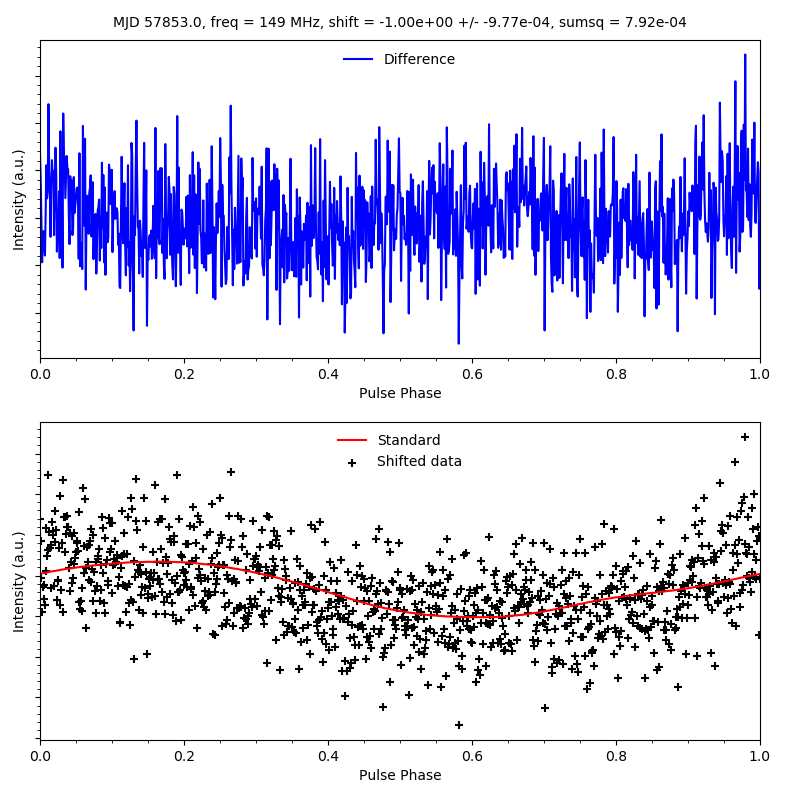 MJD 57853.0, freq = 149 MHz, shift = -1.00e+00 +/- -9.77e-04, sumsq = 7.92e-04
Difference
Intensity (a.u.)
0.0 0.2 0.4 0.6 0.8 1.0
Pulse Phase
Standard
Shifted data
Intensity (a.u.)
0.0 0.2 0.4 0.6 0.8 1.0
Pulse Phase